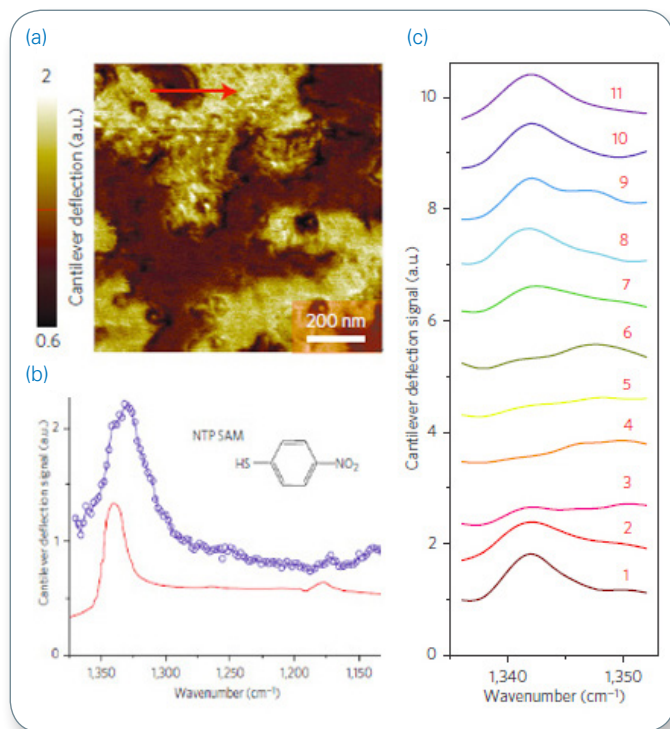 (a)
2
Cantilever deflection (a.u.)
0.6
200 nm
(b)
Cantilever deflection signal (a.u.)
2
1
0
NTP SAM
HS
NO₂
1,350
1,300
1,250
1,200
1,150
Wavenumber (cm⁻¹)
(c)
Cantilever deflection signal (a.u.)
10
8
6
4
2
0
11
10
9
8
7
6
5
4
3
2
1
1,340
1,350
Wavenumber (cm⁻¹)